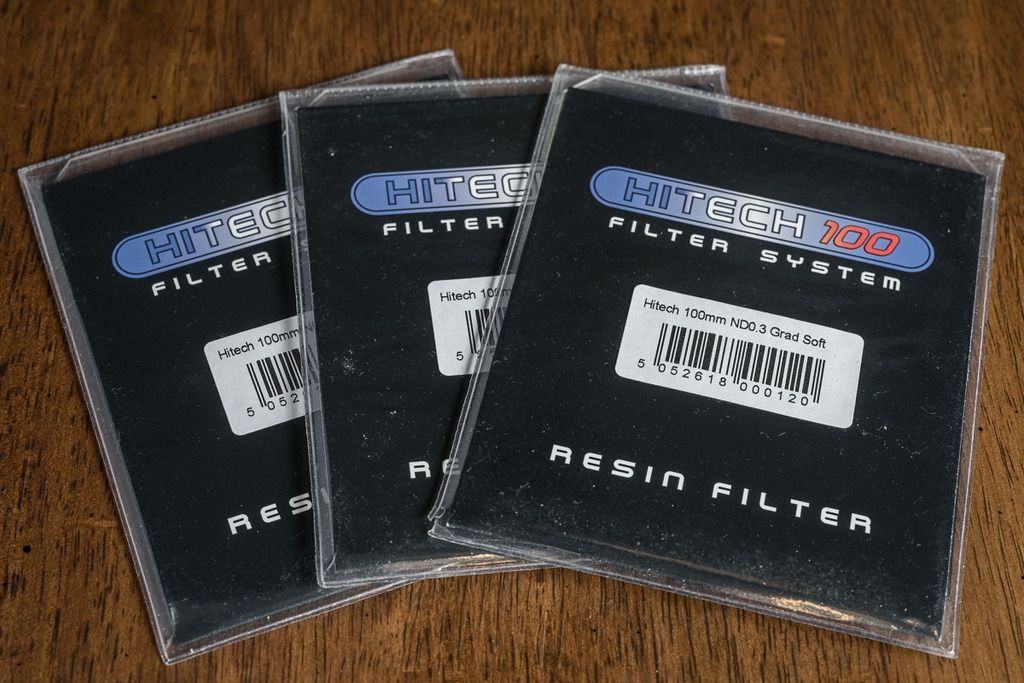 HITECH
FILTER
Hitech 100mm
5 052
RES
HITEC
FILTER
Hitech
5
RE
HITECH 100
FILTER SYSTEM
Hitech 100mm ND0.3 Grad Soft
5 052618 000120
RESIN FILTER